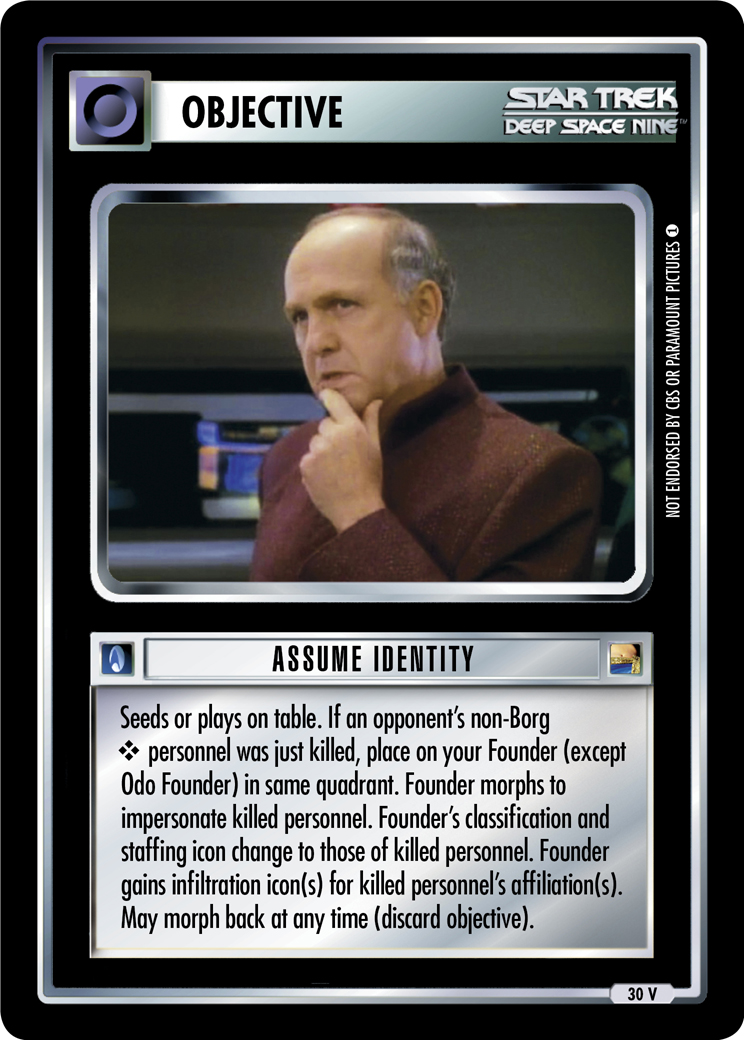 OBJECTIVE
STAR TREK
DEEP SPACE NINE™
NOT ENDORSED BY CBS OR PARAMOUNT PICTURES 1
ASSUME IDENTITY
Seeds or plays on table. If an opponent's non-Borg
❖ personnel was just killed, place on your Founder (except
Odo Founder) in same quadrant. Founder morphs to
impersonate killed personnel. Founder's classification and
staffing icon change to those of killed personnel. Founder
gains infiltration icon(s) for killed personnel's affiliation(s).
May morph back at any time (discard objective).
30 V